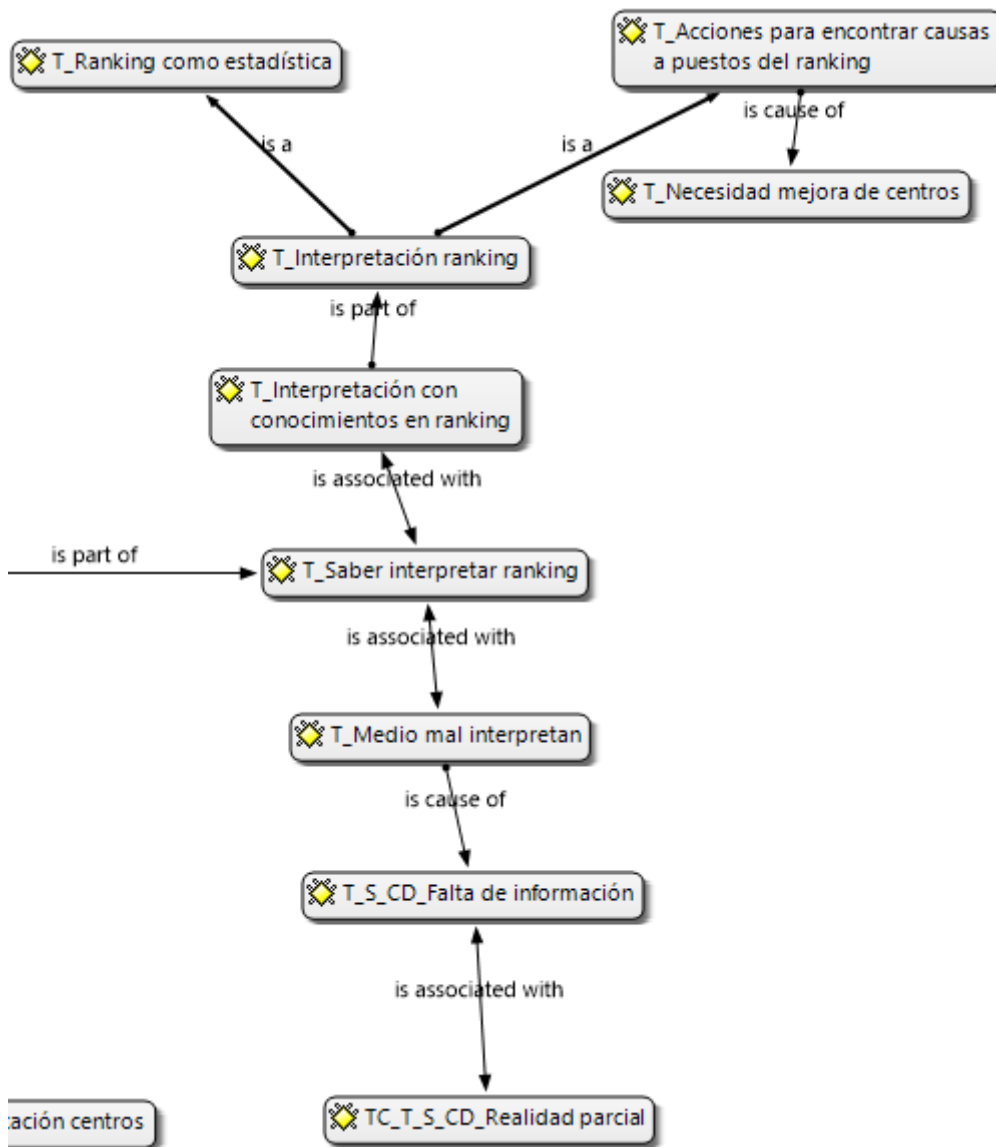 T_Ranking como estadística
T_Acciones para encontrar causas
a puestos del ranking
is cause of
is a
is a
T_Necesidad mejora de centros
T_Interpretación ranking
is part of
T_Interpretación con
conocimientos en ranking
is associated with
is part of
T_Saber interpretar ranking
is associated with
T_Medio mal interpretan
is cause of
T_S_CD_Falta de información
is associated with
TC_T_S_CD_Realidad parcial
centros